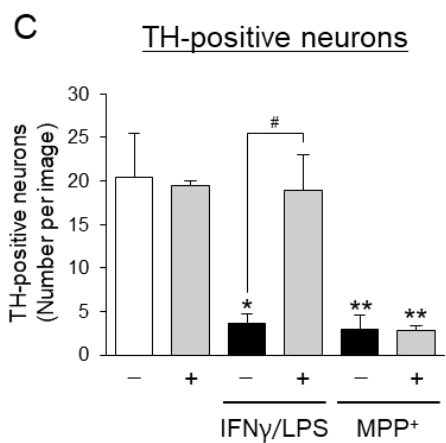 C
TH-positive neurons
TH-positive neurons
(Number per image)
30
25
20
15
10
5
0
#
*
**
**
− + − + − +
IFNγ/LPS MPP⁺